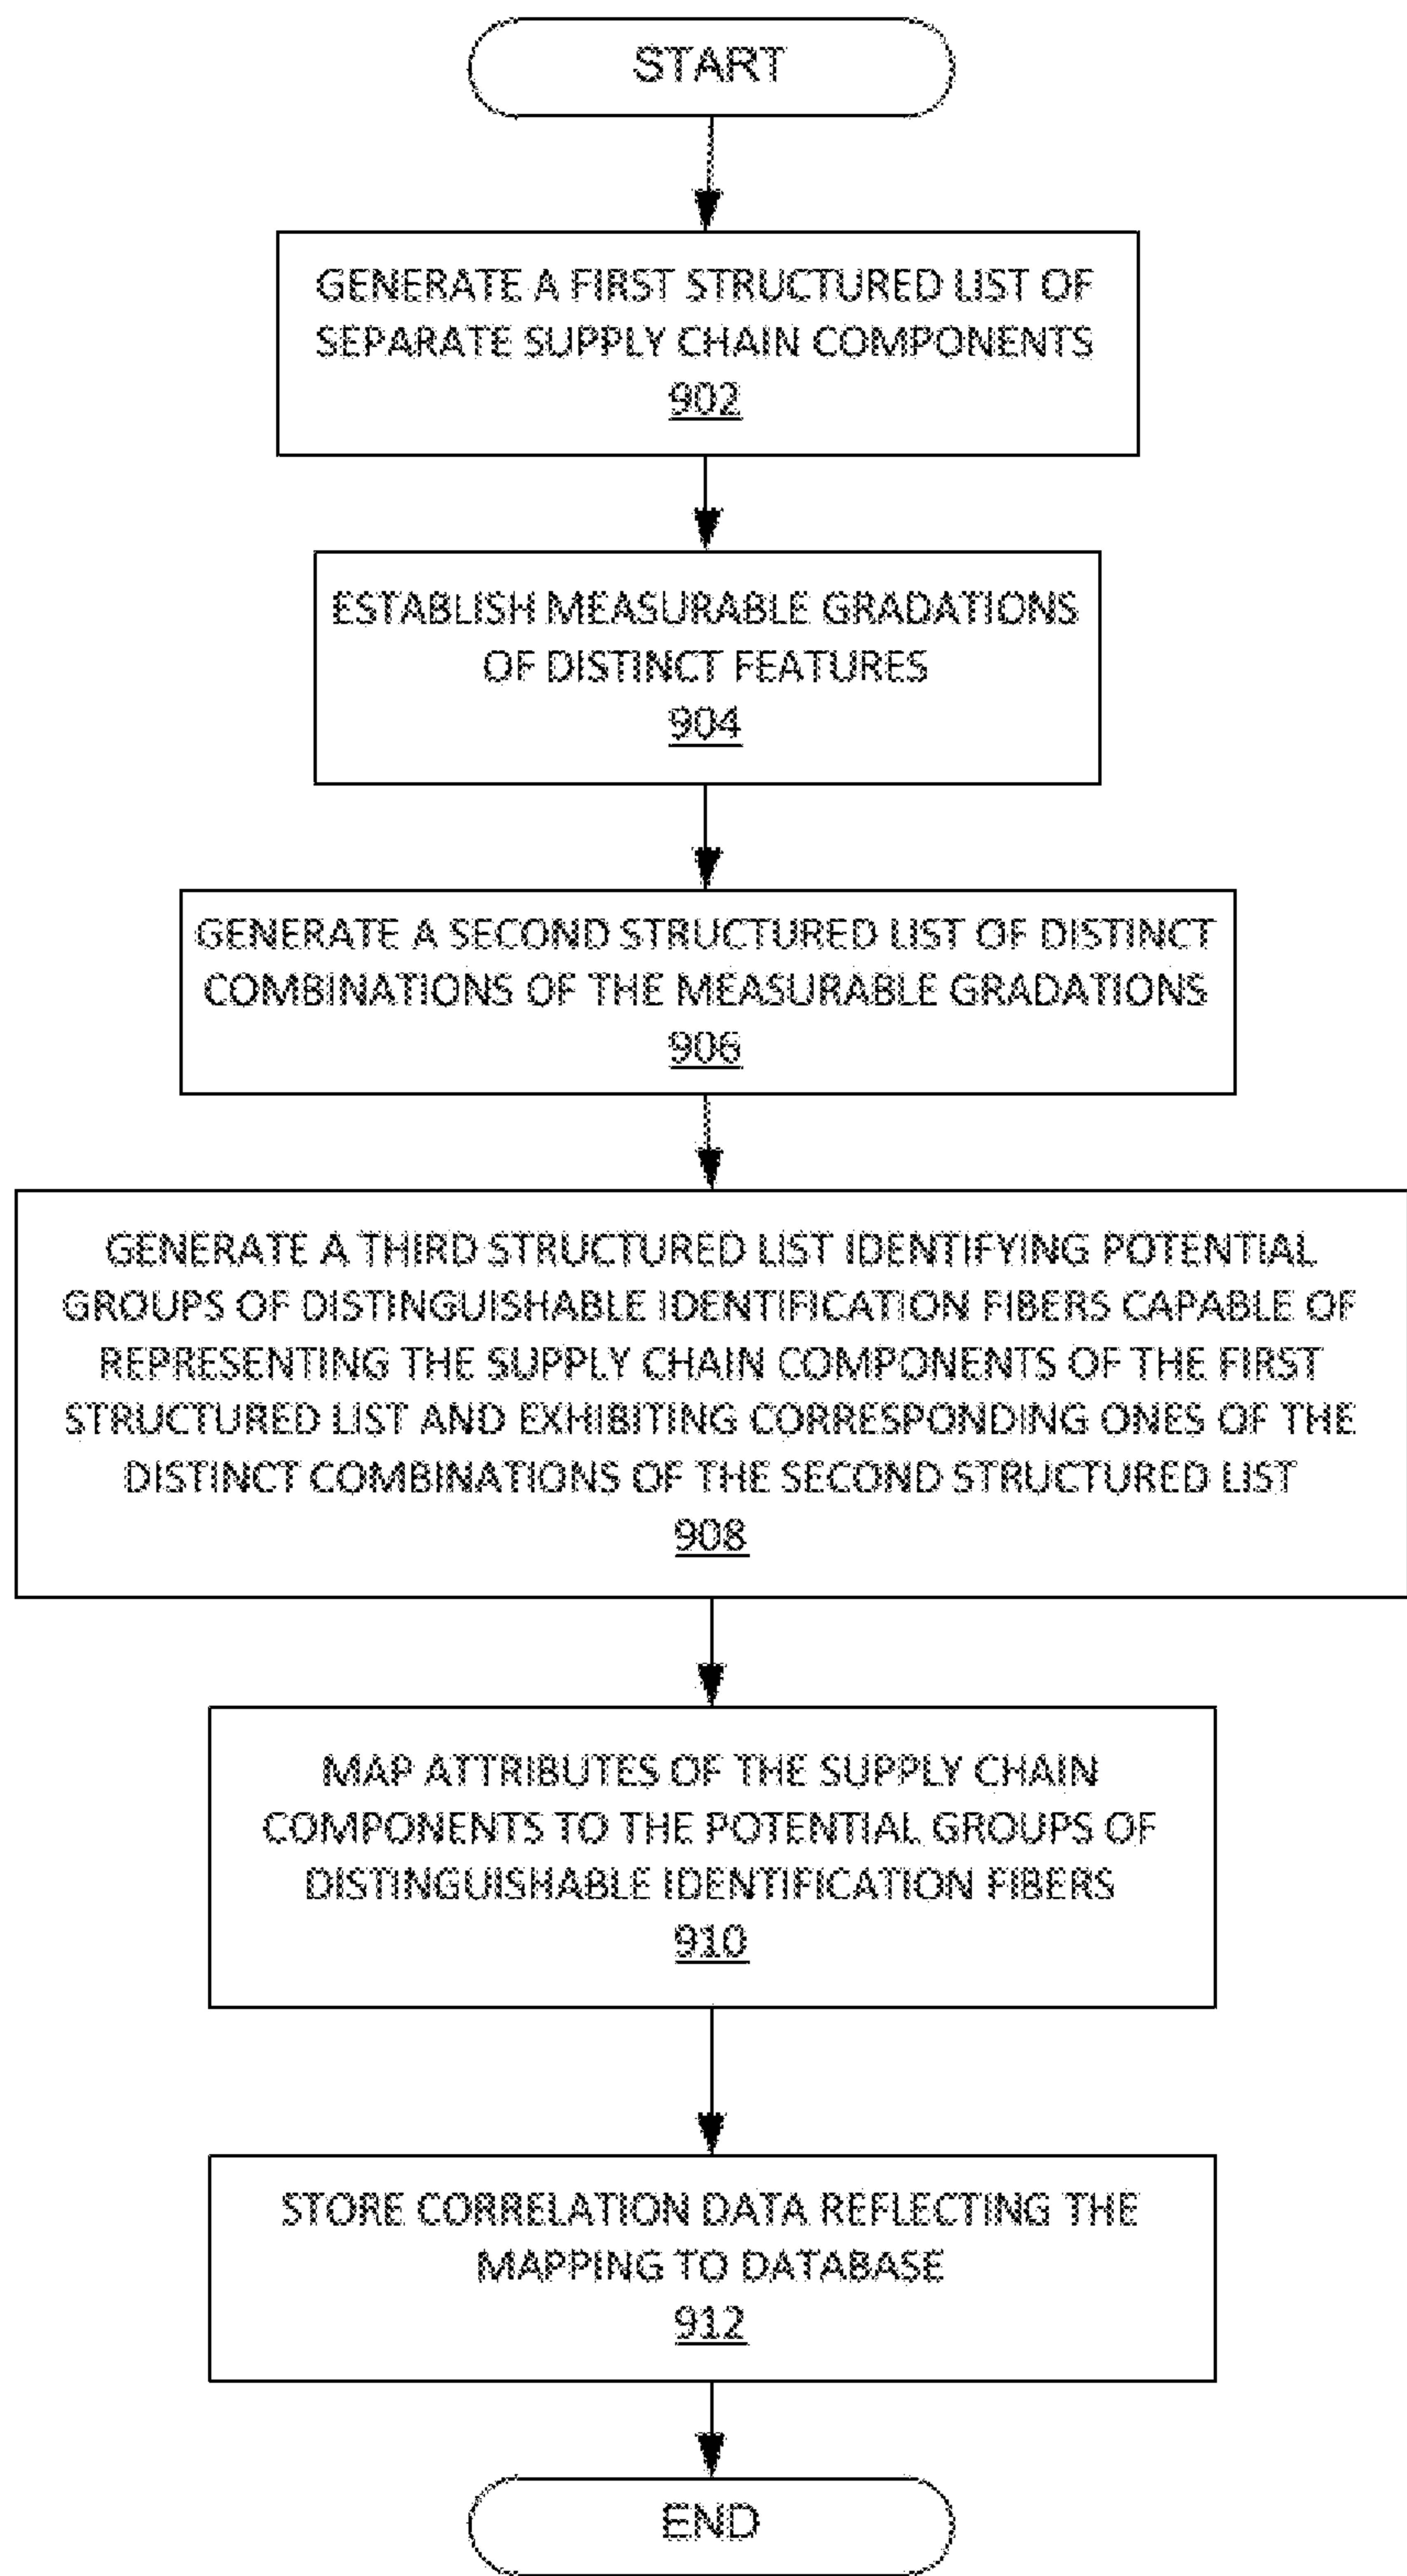 START
GENERATE A FIRST STRUCTURED LIST OF
SEPARATE SUPPLY CHAIN COMPONENTS
902
ESTABLISH MEASURABLE GRADATIONS
OF DISTINCT FEATURES
904
GENERATE A SECOND STRUCTURED LIST OF DISTINCT
COMBINATIONS OF THE MEASURABLE GRADATIONS
906
GENERATE A THIRD STRUCTURED LIST IDENTIFYING POTENTIAL
GROUPS OF DISTINGUISHABLE IDENTIFICATION FIBERS CAPABLE OF
REPRESENTING THE SUPPLY CHAIN COMPONENTS OF THE FIRST
STRUCTURED LIST AND EXHIBITING CORRESPONDING ONES OF THE
DISTINCT COMBINATIONS OF THE SECOND STRUCTURED LIST
908
MAP ATTRIBUTES OF THE SUPPLY CHAIN
COMPONENTS TO THE POTENTIAL GROUPS OF
DISTINGUISHABLE IDENTIFICATION FIBERS
910
STORE CORRELATION DATA REFLECTING THE
MAPPING TO DATABASE
912
END